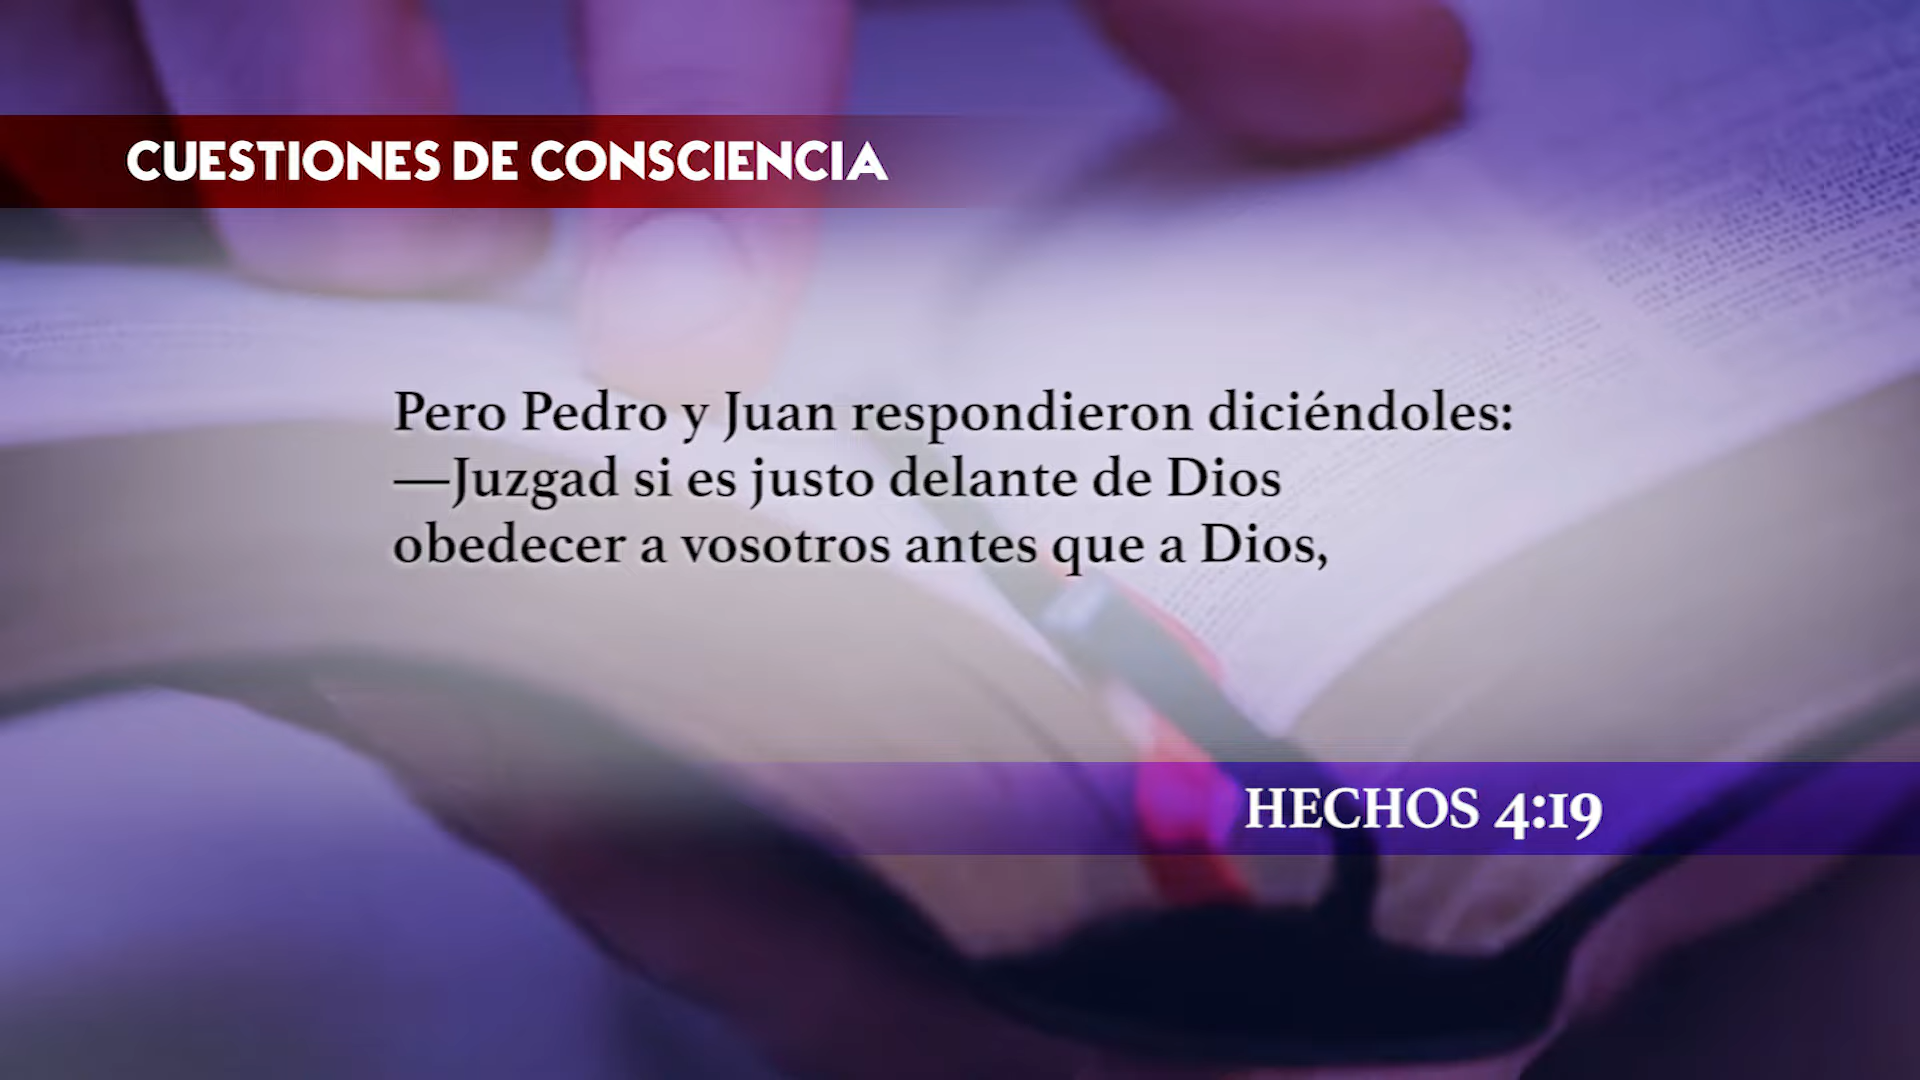 CUESTIONES DE CONSCIENCIA
Pero Pedro y Juan respondieron diciéndoles:
—Juzgad si es justo delante de Dios
obedecer a vosotros antes que a Dios,
HECHOS 4:19